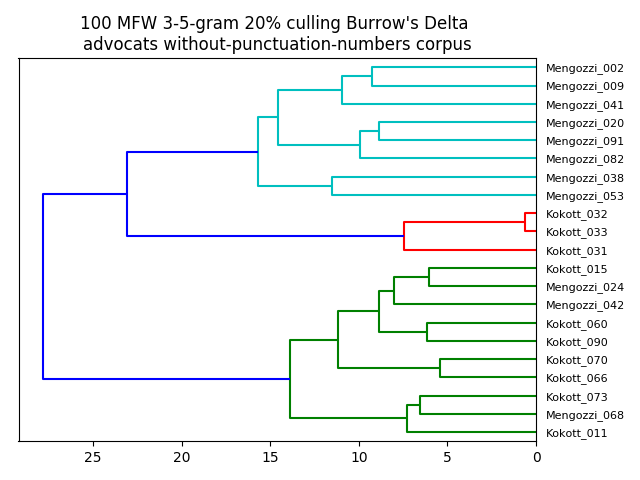 100 MFW 3-5-gram 20% culling Burrow's Delta
advocats without-punctuation-numbers corpus
Mengozzi_002
Mengozzi_009
Mengozzi_041
Mengozzi_020
Mengozzi_091
Mengozzi_082
Mengozzi_038
Mengozzi_053
Kokott_032
Kokott_033
Kokott_031
Kokott_015
Mengozzi_024
Mengozzi_042
Kokott_060
Kokott_090
Kokott_070
Kokott_066
Kokott_073
Mengozzi_068
Kokott_011
25 20 15 10 5 0